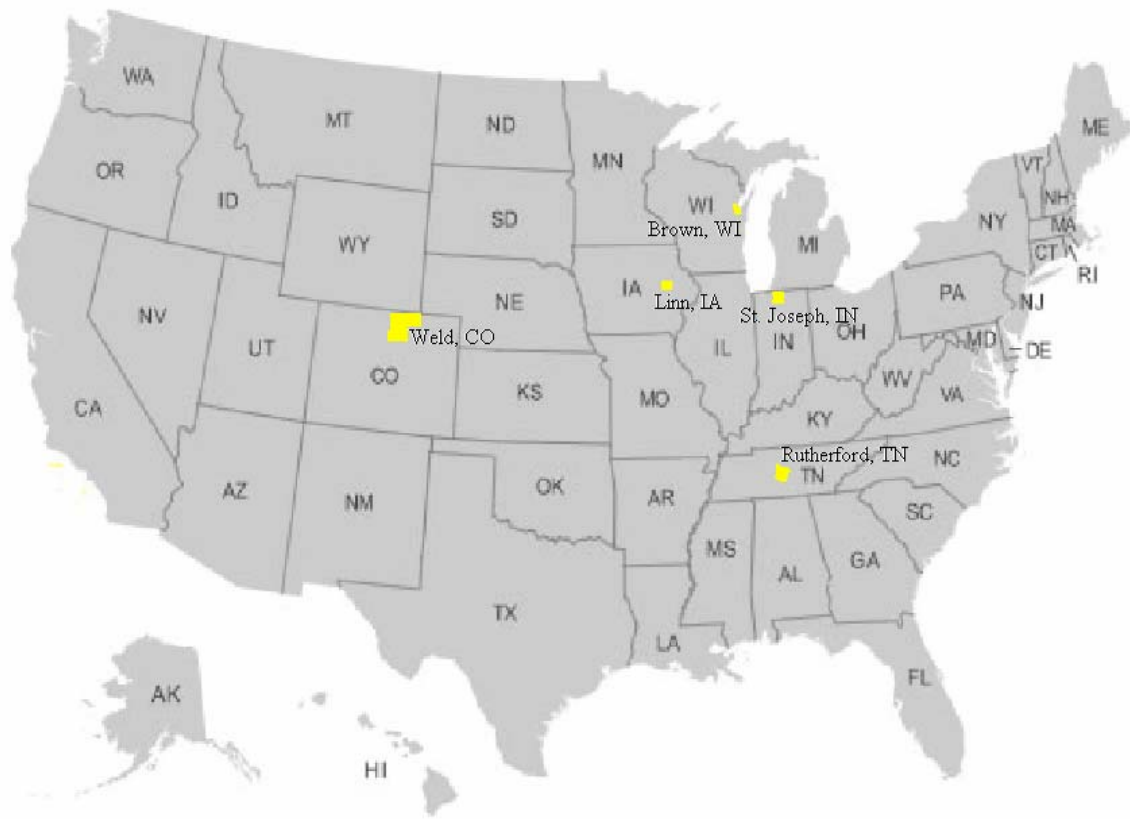 WA
MT
ND
MN
ME
OR
ID
SD
WI
VT
NH
WY
MI
NY
MA
Brown, WI
CT
RI
IA
NE
Linn, IA
PA
NV
St. Joseph, IN
NJ
UT
Weld, CO
IL
IN
OH
MD
DE
CO
WV
CA
KS
MO
VA
KY
Rutherford, TN
NC
AZ
NM
OK
AR
TN
SC
MS
AL
GA
TX
LA
FL
AK
HI